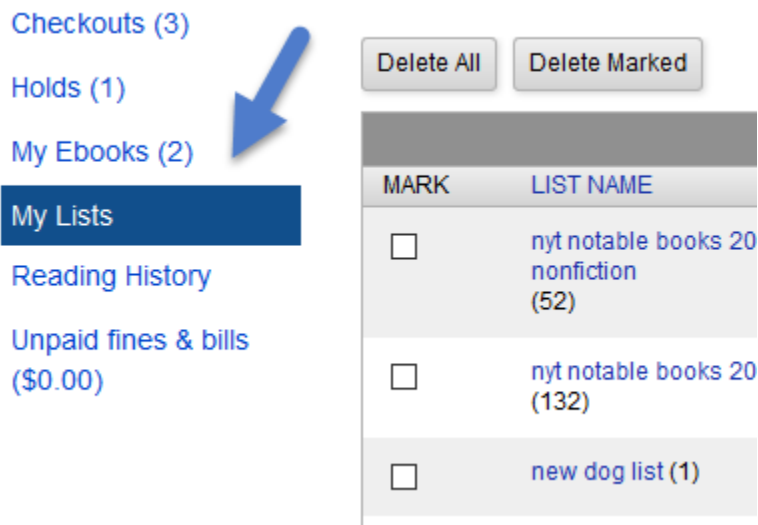 Checkouts (3)
Holds (1)
My Ebooks (2)
My Lists
Reading History
Unpaid fines & bills
($0.00)
Delete All
Delete Marked
MARK
LIST NAME
nyt notable books 20
nonfiction
(52)
nyt notable books 20
(132)
new dog list (1)